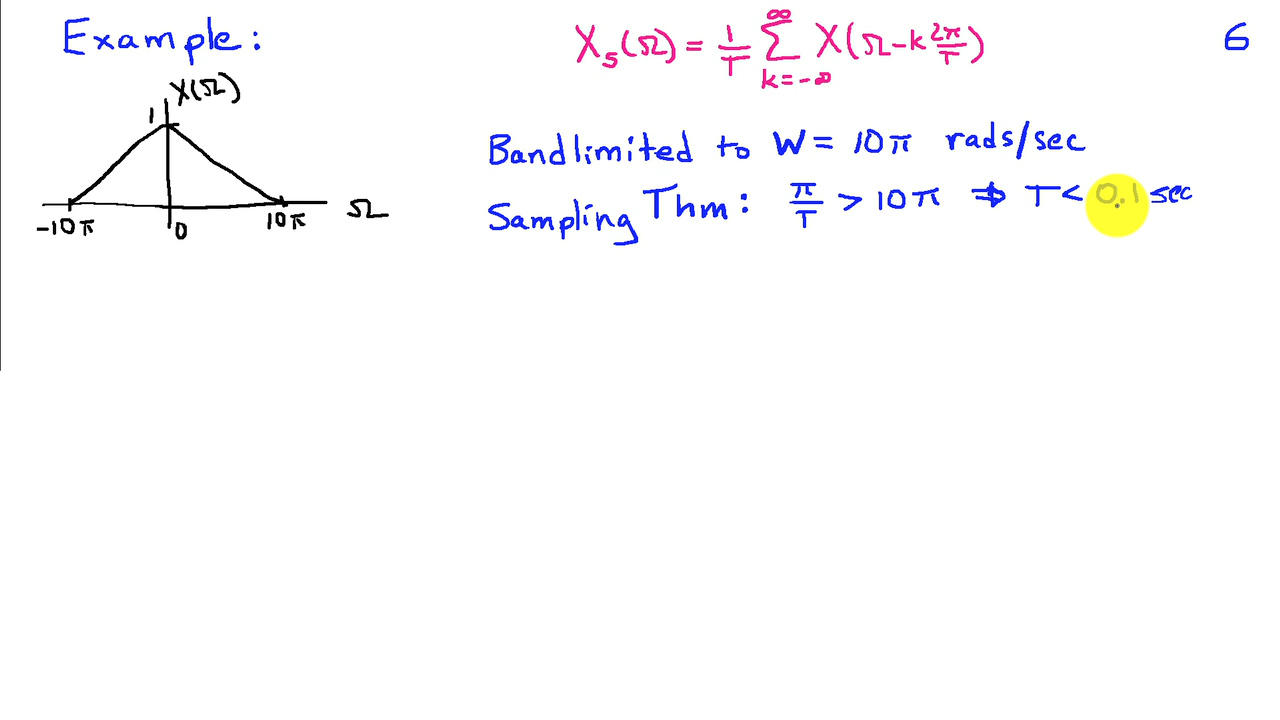 Example:
X_s(Ω) = 1/T ∑_{k=-∞}^{∞} X(Ω-k 2π/T)
6
X(Ω)
1
-10π
0
10π
Ω
Bandlimited to W = 10π rads/sec
Sampling Thm: π/T > 10π ⇒ T < 0.1 sec